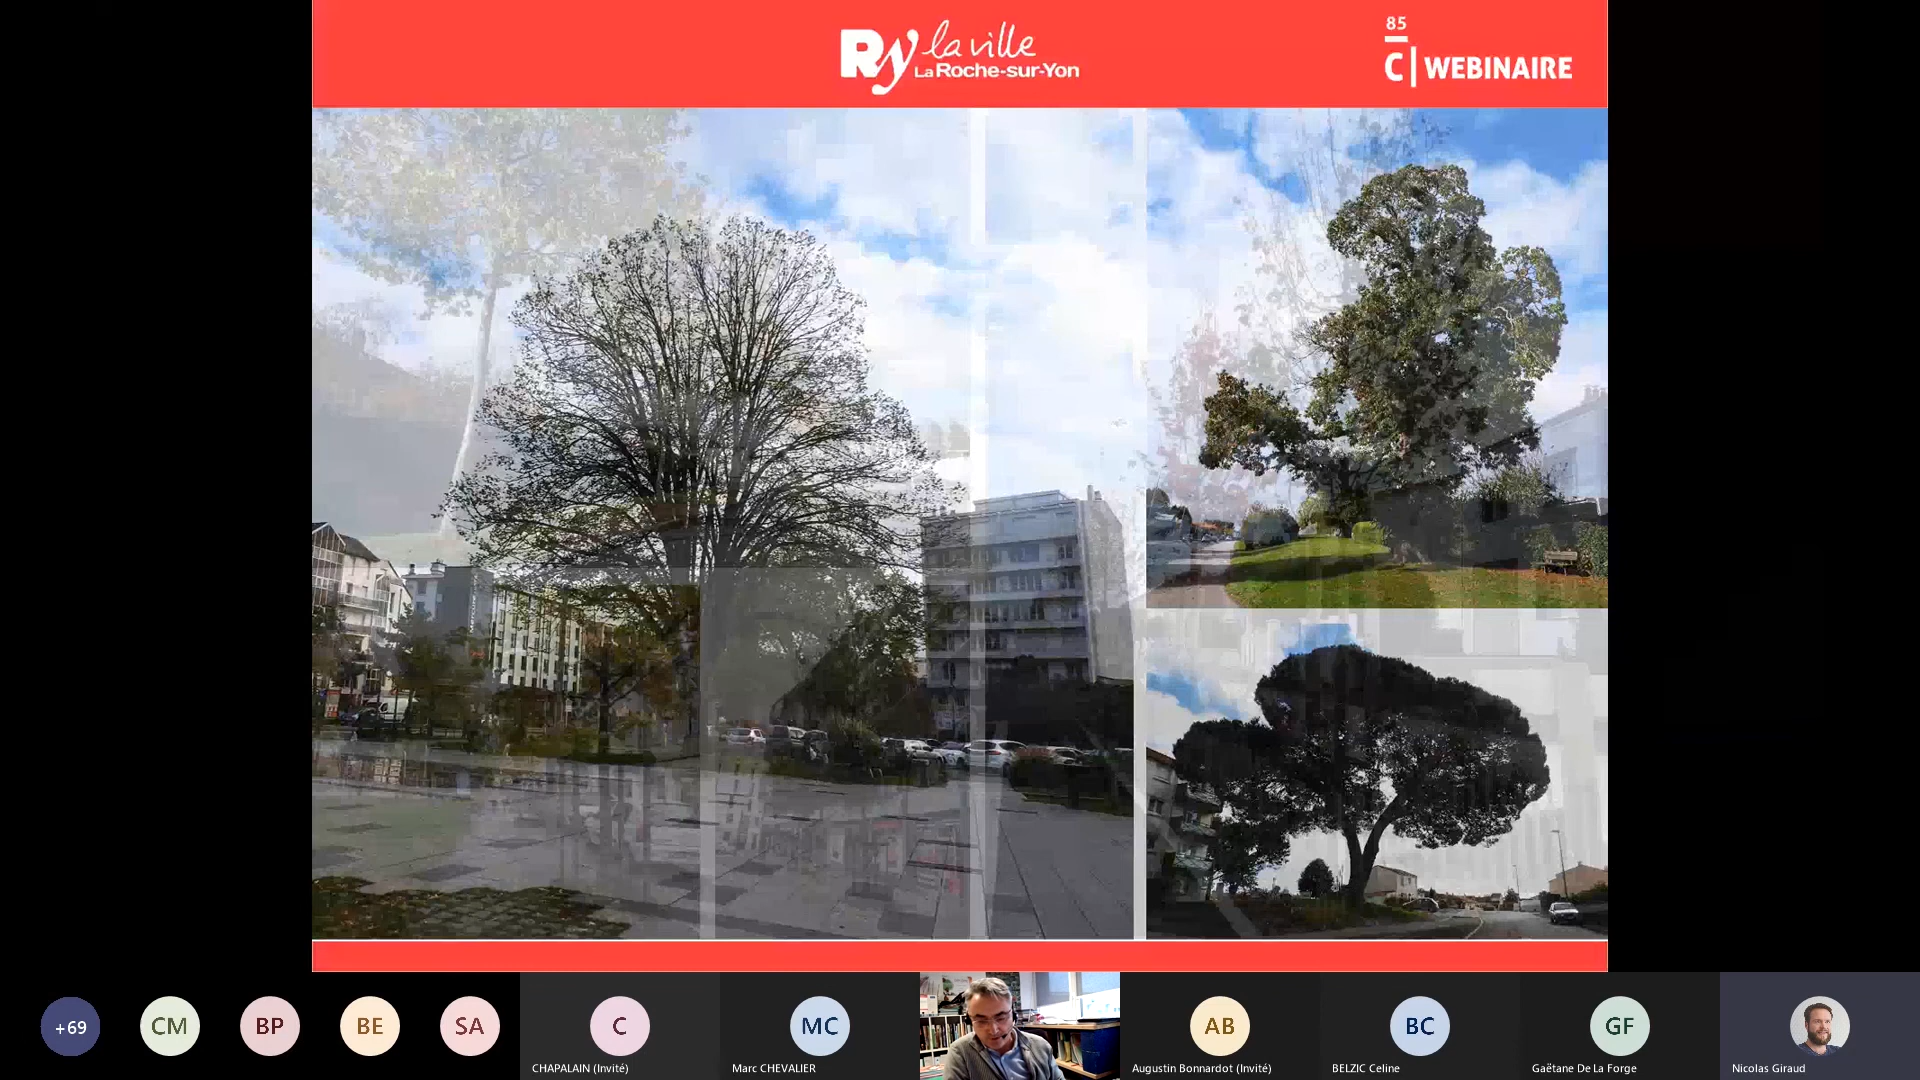 Ry la ville
La Roche-sur-Yon
85
C | WEBINAIRE
+69
CM
BP
BE
SA
C
MC
AB
BC
GF
CHAPALAIN (Invité)
Marc CHEVALIER
Augustin Bonnardot (Invité)
BELZIC Celine
Gaëtane De La Forge
Nicolas Giraud